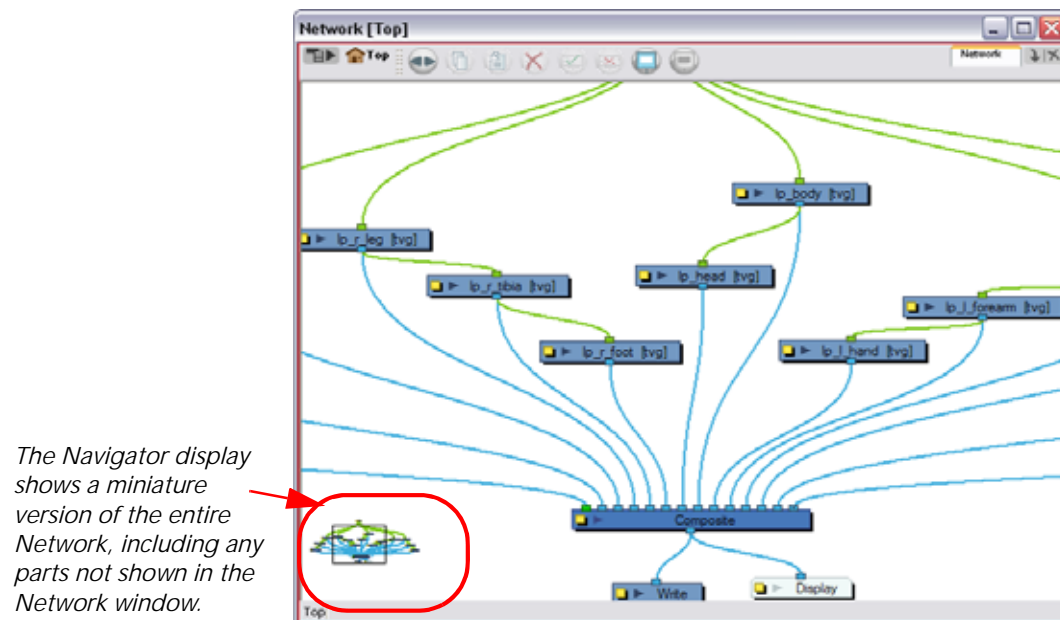 Network [Top]
Top
Network
lp_body [tvg]
lp_r_leg [tvg]
lp_head [tvg]
lp_r_tibia [tvg]
lp_l_forearm [tvg]
lp_r_foot [tvg]
lp_l_hand [tvg]
The Navigator display
shows a miniature
version of the entire
Network, including any
parts not shown in the
Network window.
Composite
Write
Display
Top